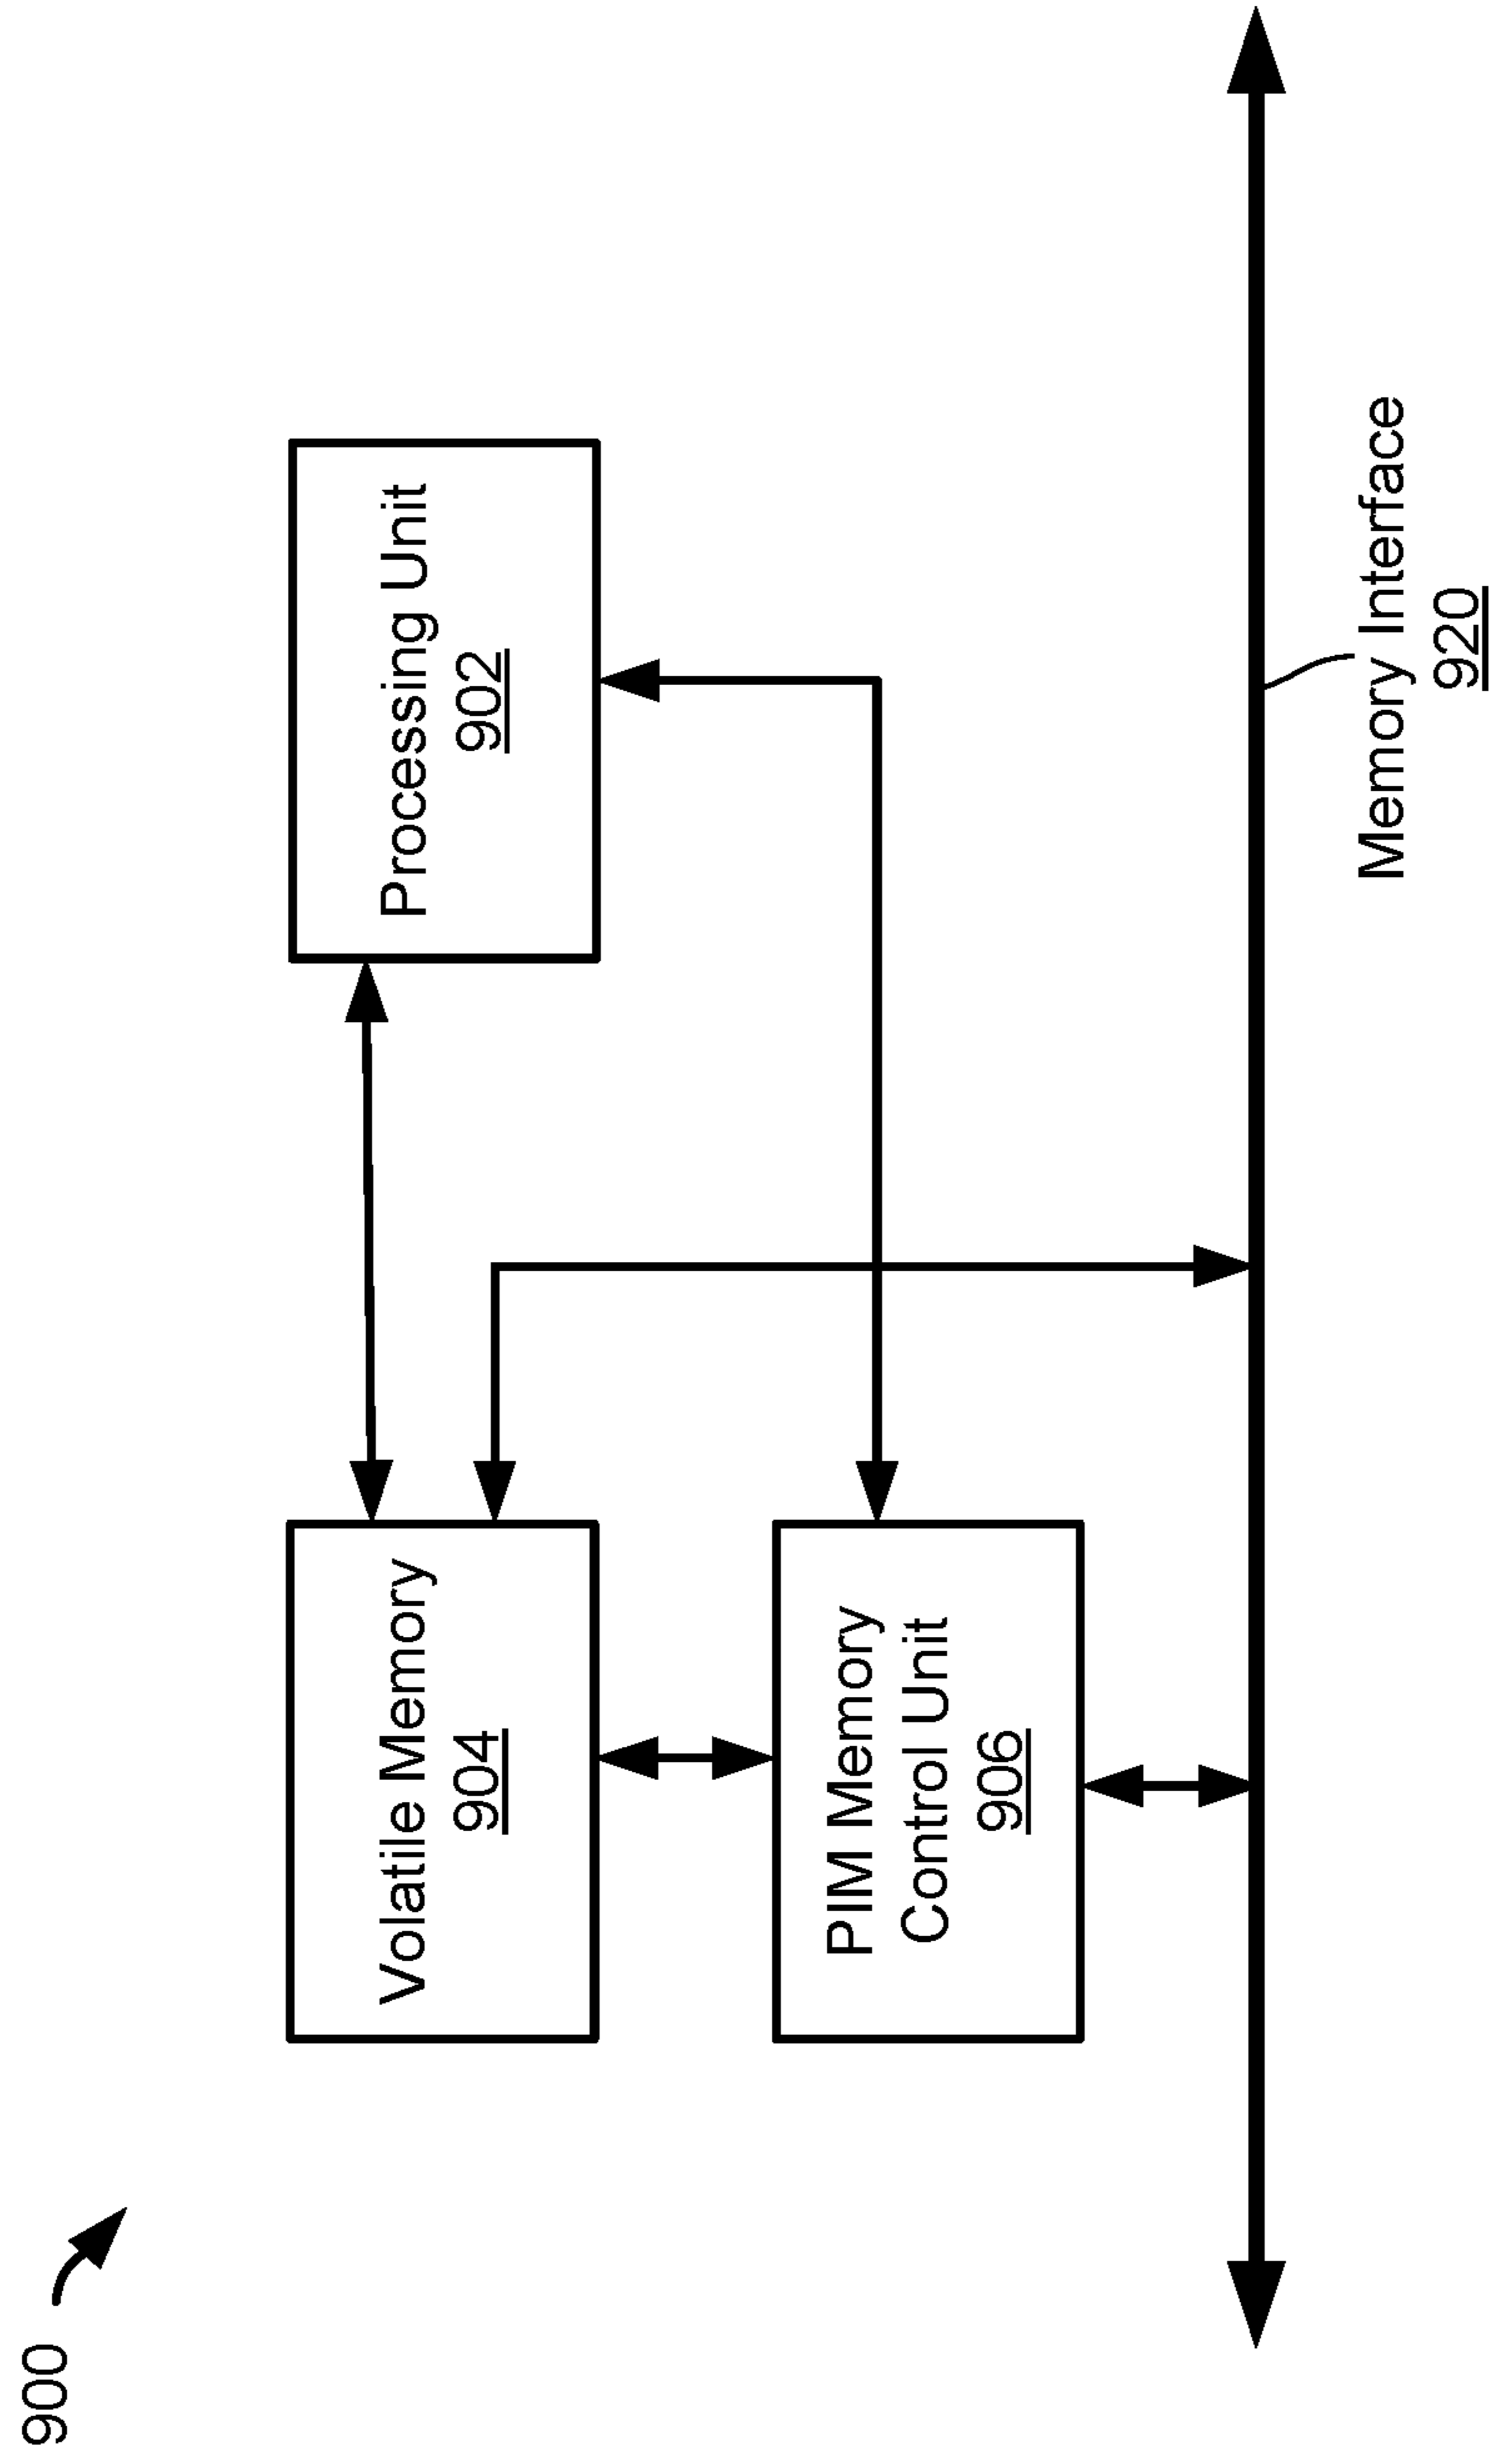 900
Volatile Memory
904
Processing Unit
902
PIM Memory
Control Unit
906
Memory Interface
920